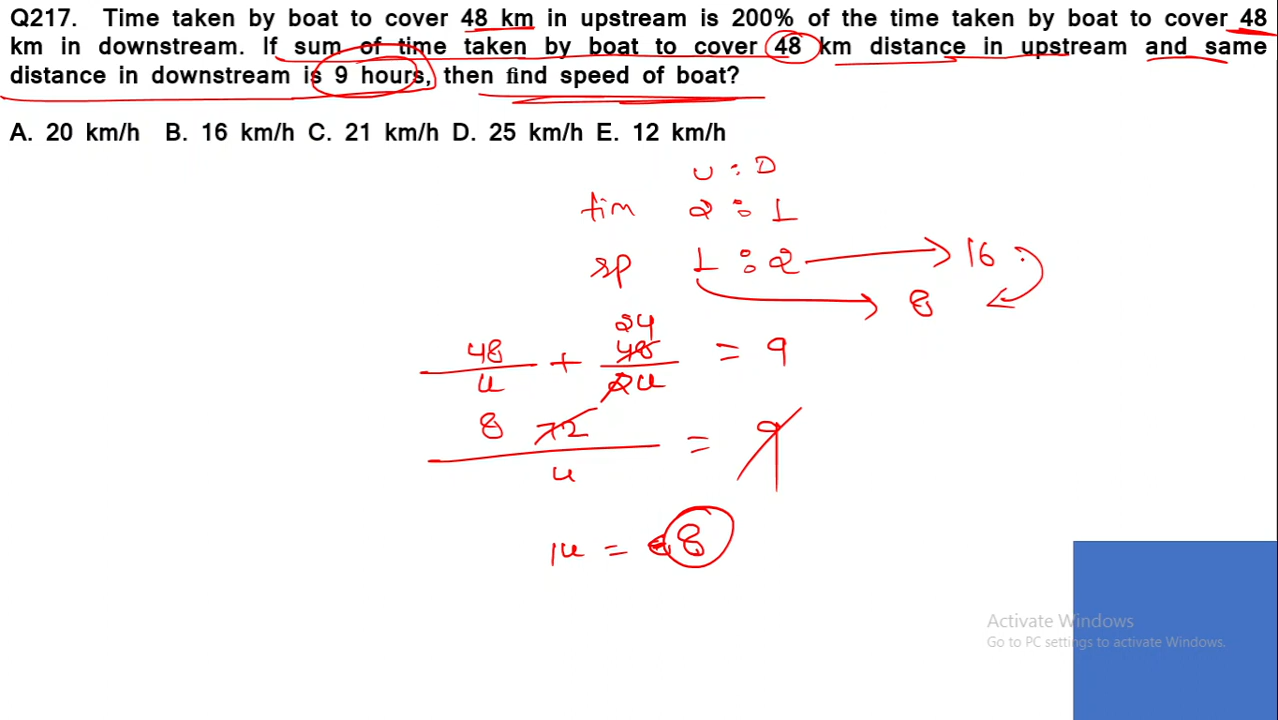 Q217. Time taken by boat to cover 48 km in upstream is 200% of the time taken by boat to cover 48
km in downstream. If sum of time taken by boat to cover 48 km distance in upstream and same
distance in downstream is 9 hours, then find speed of boat?
A. 20 km/h B. 16 km/h C. 21 km/h D. 25 km/h E. 12 km/h
U : D
tim 2 : 1
sp 1 : 2 16
8
24
48 + 48 = 9
u 2u
8 72 = 9
u
1u = 8
Activate Windows
Go to PC settings to activate Windows.